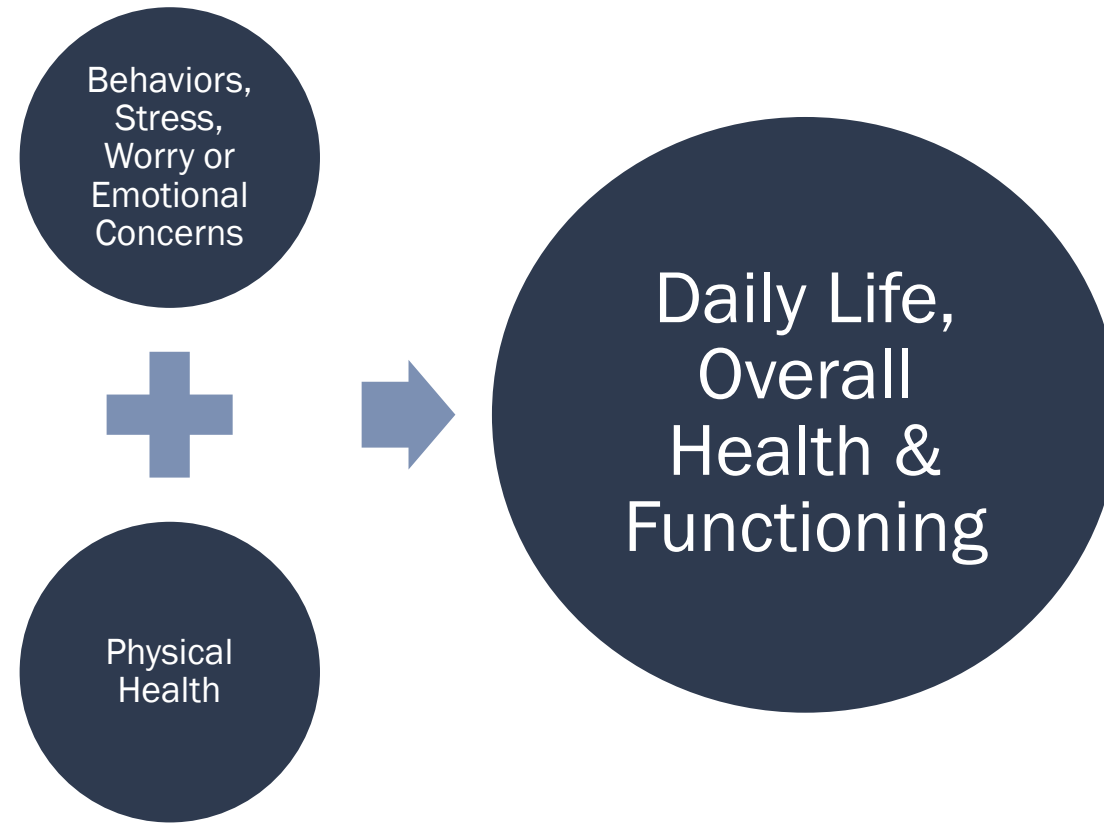 Behaviors,
Stress,
Worry or
Emotional
Concerns
Physical
Health
Daily Life,
Overall
Health &
Functioning